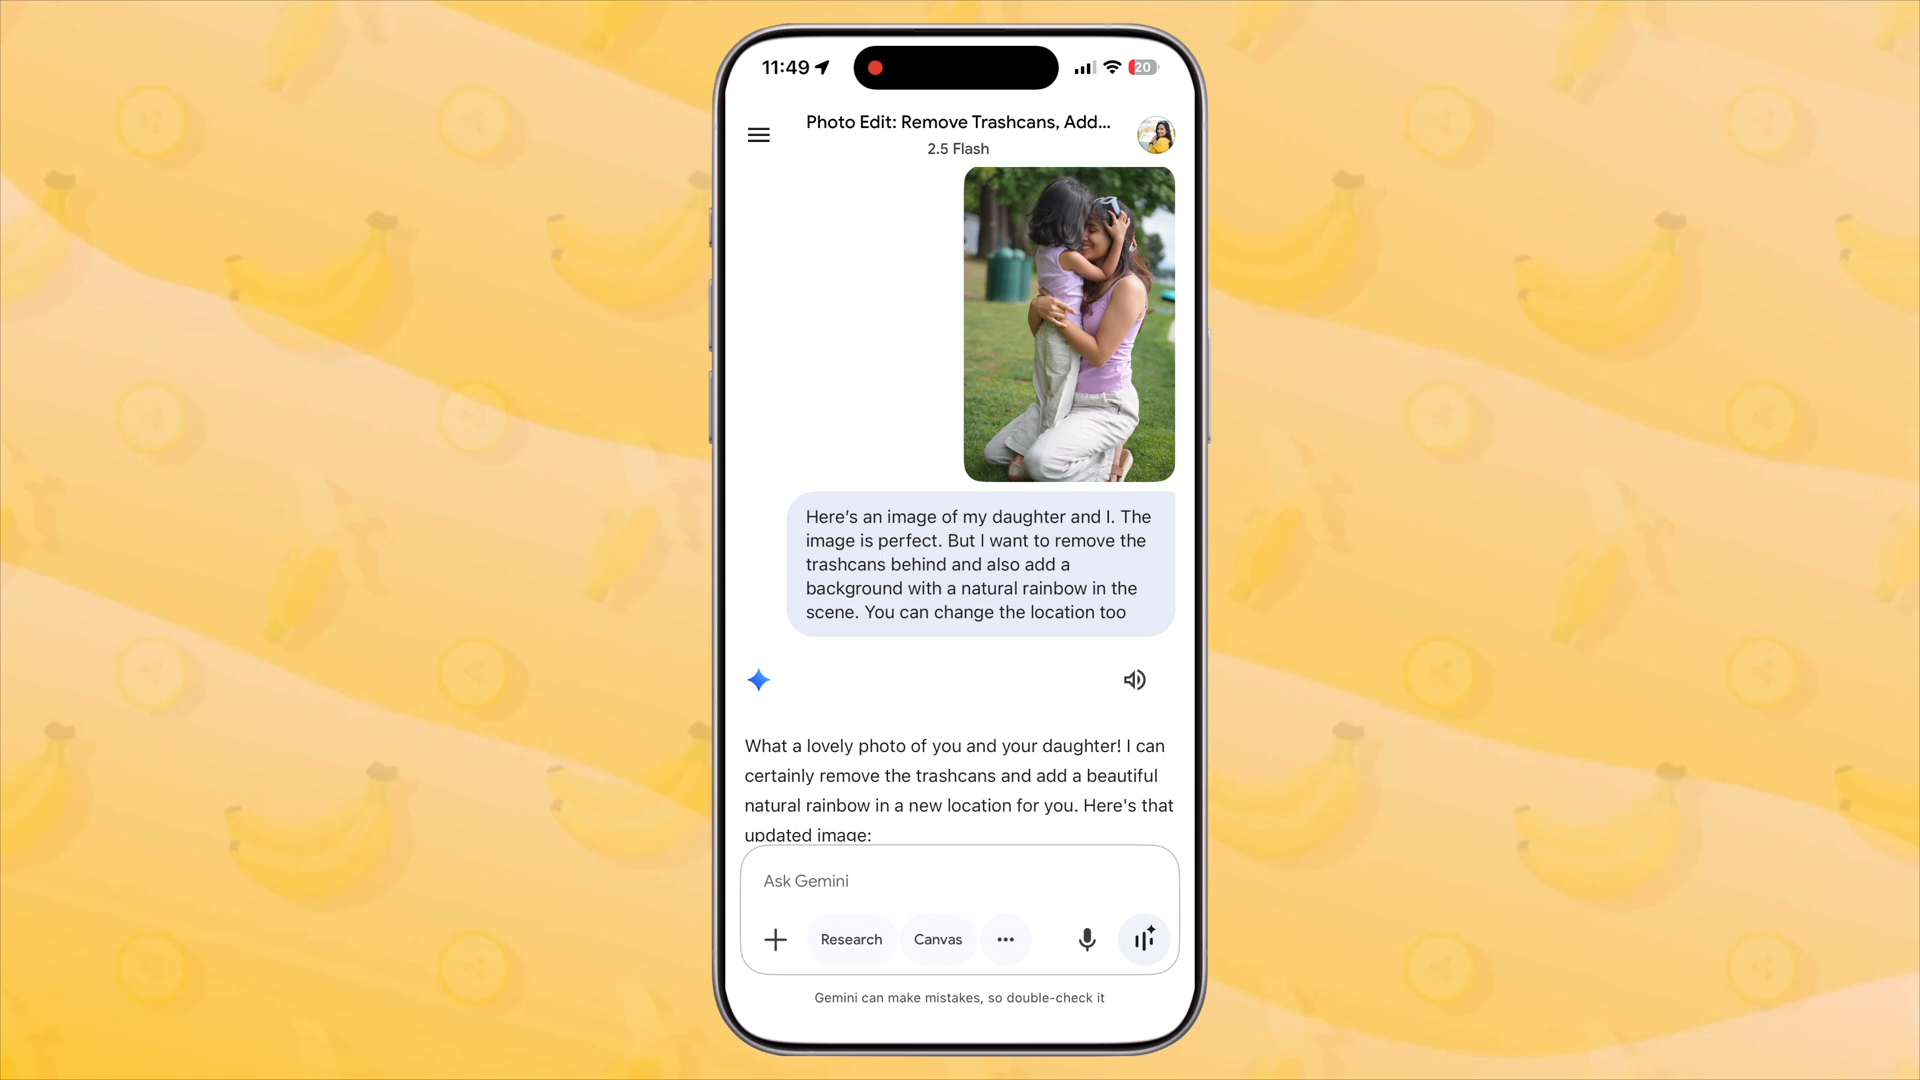 11:49
20
Photo Edit: Remove Trashcans, Add...
2.5 Flash
Here’s an image of my daughter and I. The
image is perfect. But I want to remove the
trashcans behind and also add a
background with a natural rainbow in the
scene. You can change the location too
What a lovely photo of you and your daughter! I can
certainly remove the trashcans and add a beautiful
natural rainbow in a new location for you. Here's that
updated image:
Ask Gemini
Research Canvas
Gemini can make mistakes, so double-check it